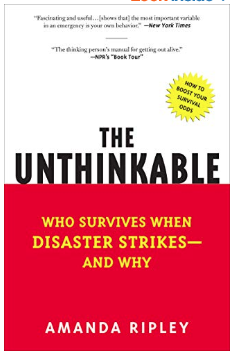 "Fascinating and useful…[shows that] the most important variable
in an emergency is your own behavior." —New York Times
"The thinking person's manual for getting out alive."
—NPR's "Book Tour"
HOW TO
BOOST YOUR
SURVIVAL
ODDS
THE
UNTHINKABLE
WHO SURVIVES WHEN
DISASTER STRIKES—
AND WHY
AMANDA RIPLEY